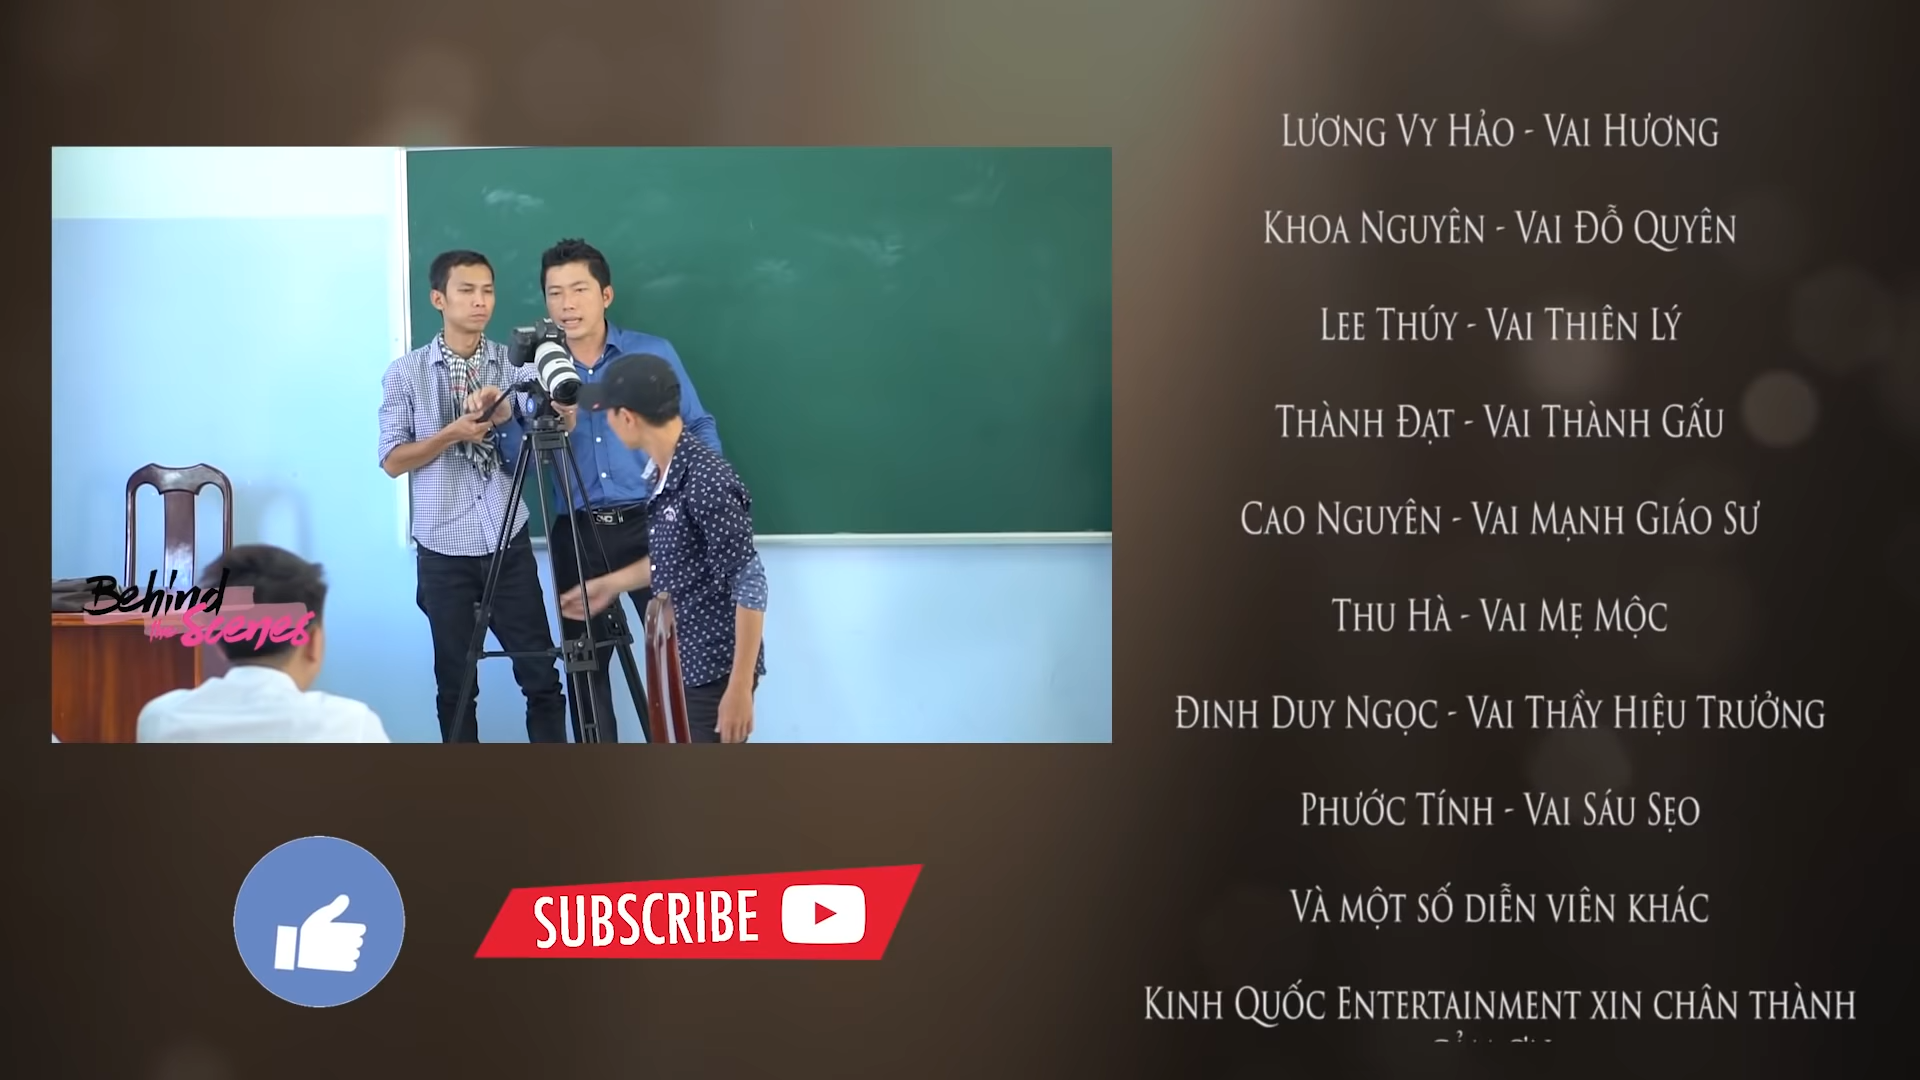 Behind
the Scenes
SUBSCRIBE
LƯƠNG VY HẢO - VAI HƯƠNG
KHOA NGUYÊN - VAI ĐỖ QUYÊN
LEE THÚY - VAI THIÊN LÝ
THÀNH ĐẠT - VAI THÀNH GẤU
CAO NGUYÊN - VAI MẠNH GIÁO SƯ
THU HÀ - VAI MẸ MỘC
ĐINH DUY NGỌC - VAI THẦY HIỆU TRƯỞNG
PHƯỚC TÍNH - VAI SÁU SẸO
VÀ MỘT SỐ DIỄN VIÊN KHÁC
KINH QUỐC ENTERTAINMENT XIN CHÂN THÀNH